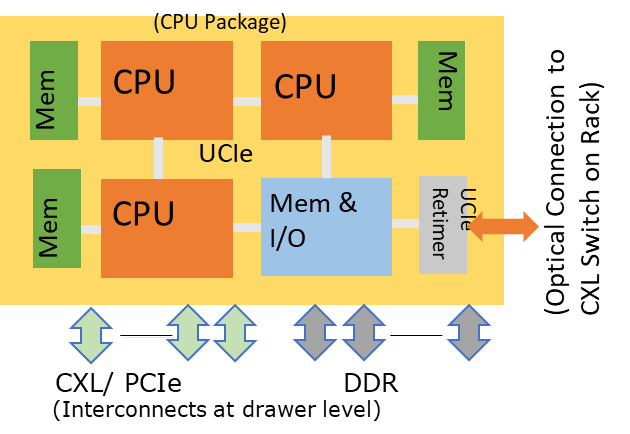 (CPU Package)
Mem
CPU
CPU
Mem
UCIe
Mem
CPU
Mem &
I/O
UCIe
Retimer
(Optical Connection to
CXL Switch on Rack)
CXL/ PCIe
DDR
(Interconnects at drawer level)